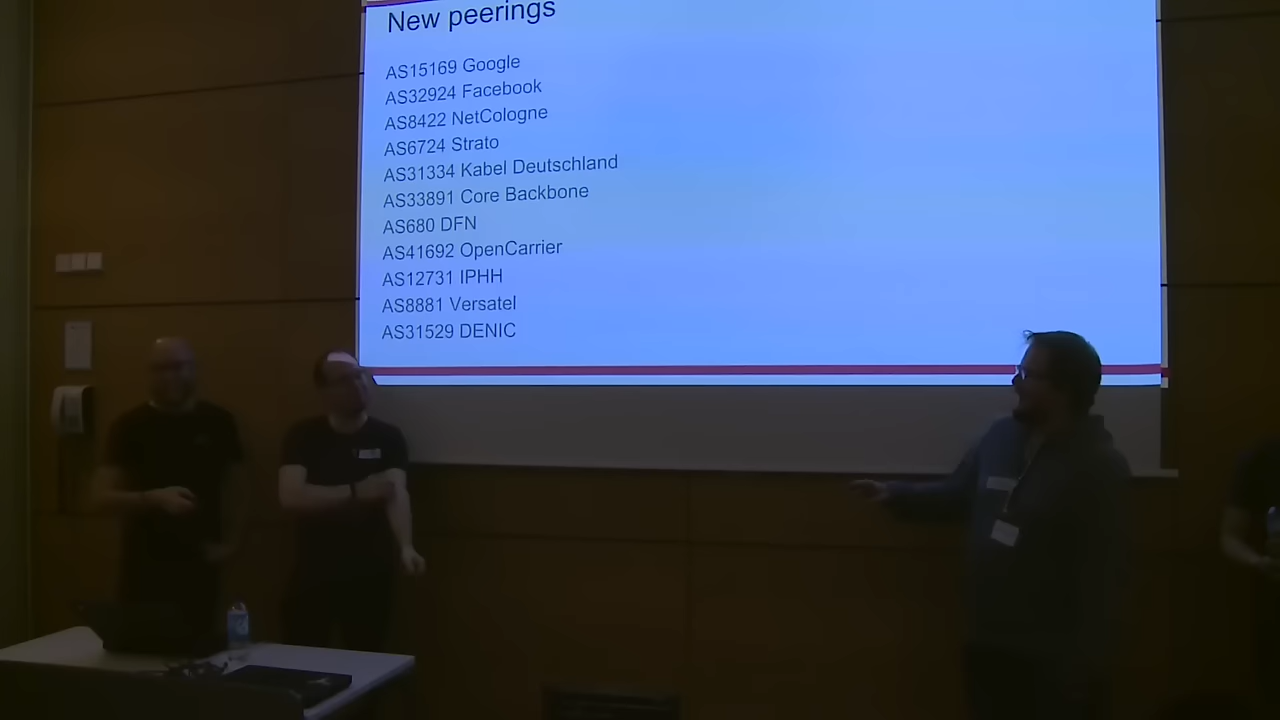 New peerings
AS15169 Google
AS32924 Facebook
AS8422 NetCologne
AS6724 Strato
AS31334 Kabel Deutschland
AS33891 Core Backbone
AS680 DFN
AS41692 OpenCarrier
AS12731 IPHH
AS8881 Versatel
AS31529 DENIC